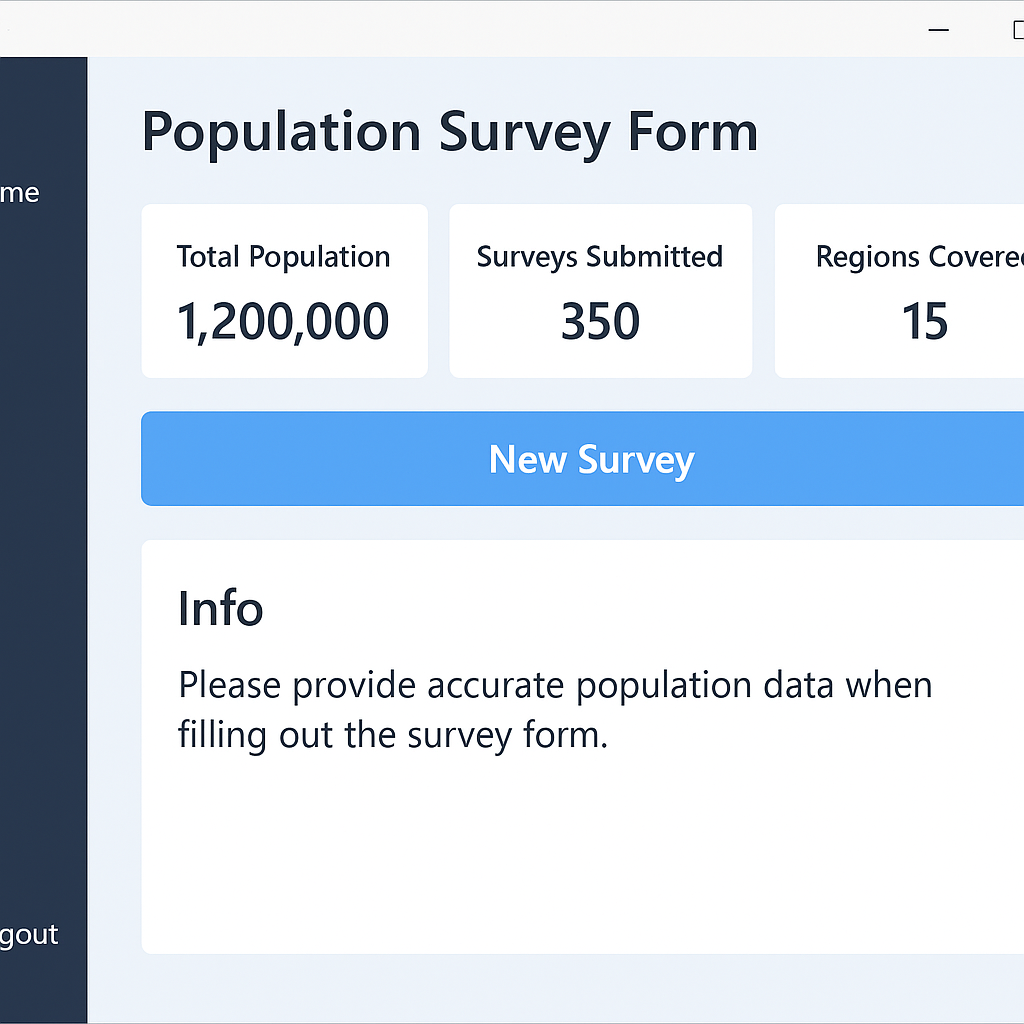 Population Survey Form
me
Total Population
1,200,000
Surveys Submitted
350
Regions Covere
15
New Survey
Info
Please provide accurate population data when
filling out the survey form.
gout